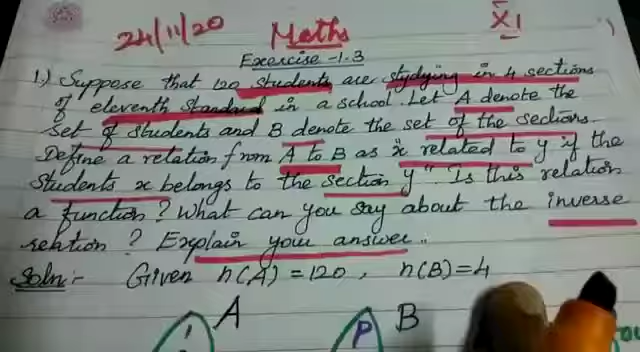 24/11/20 Maths XI
Exercise -1.3
1.) Suppose that 120 students are stydying in 4 sections
of eleventh standard in a school. Let A denote the
set of students and B denote the set of the sections.
Define a relation from A to B as "x related to y if the
students x belongs to the section y". Is this relation
a function? What can you say about the inverse
relation? Explain your answer.
Soln:- Given n(A)=120, n(B)=4
A B
1 P